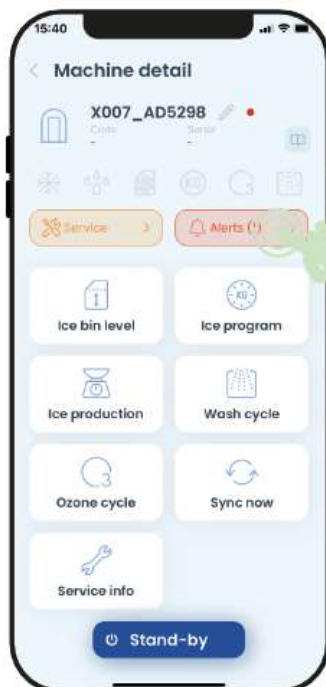 15:40
Machine detail
X007_AD5298
Code Serial
- -
Service Alerts (1)
Ice bin level Ice program
Ice production Wash cycle
Ozone cycle Sync now
Service info
Stand-by